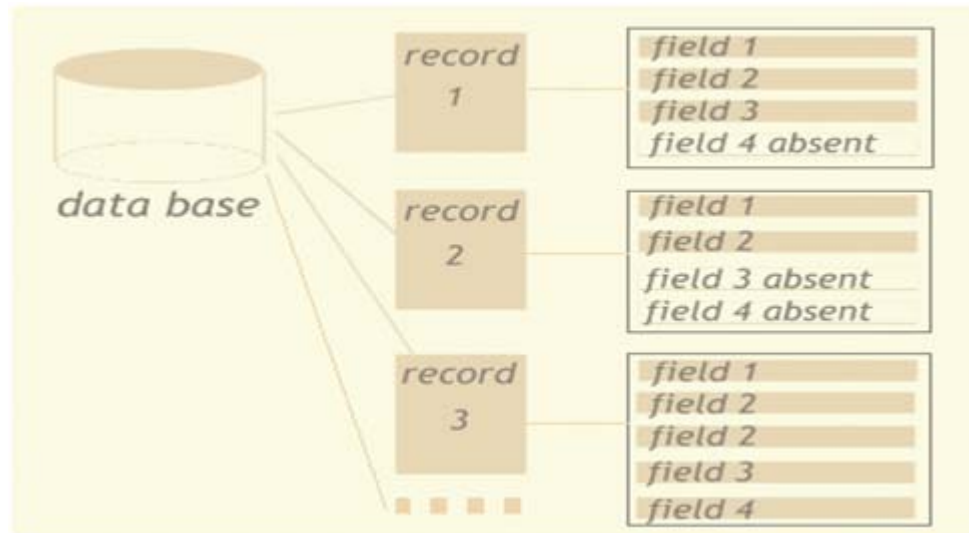 data base
record
1
field 1
field 2
field 3
field 4 absent
record
2
field 1
field 2
field 3 absent
field 4 absent
record
3
field 1
field 2
field 2
field 3
field 4